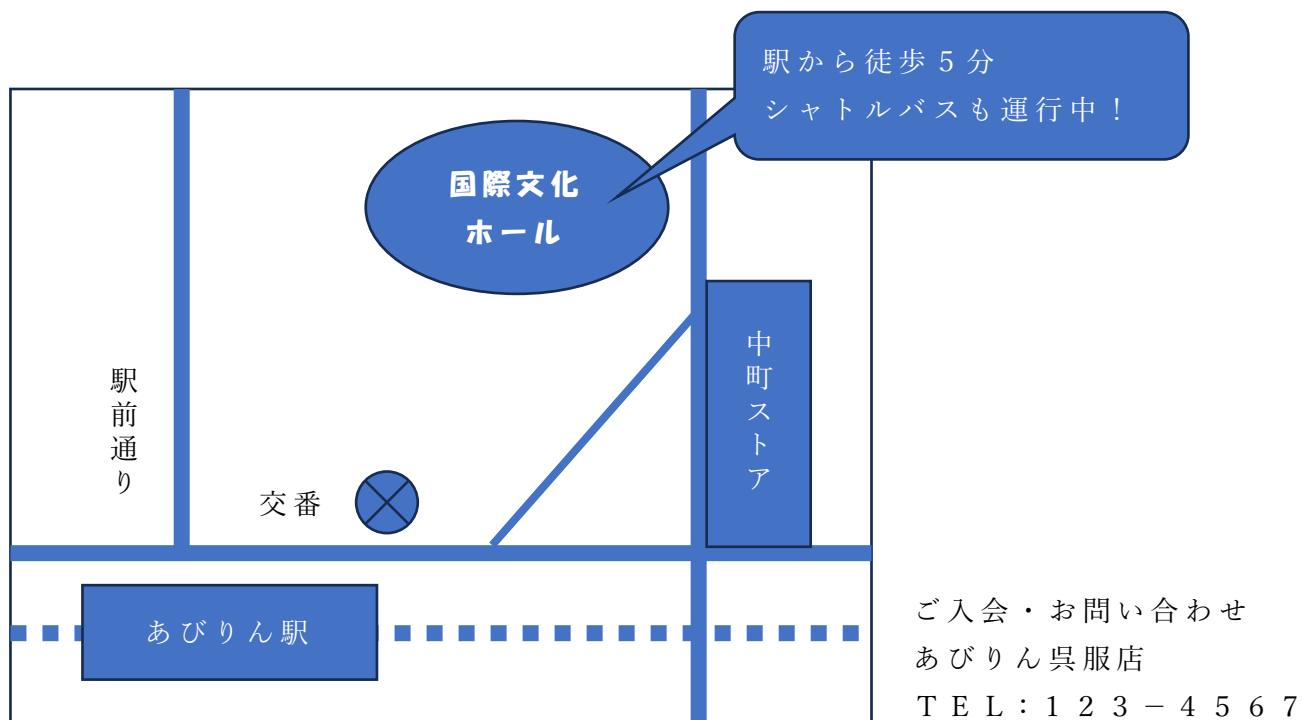 駅から徒歩５分
シャトルバスも運行中！
国際文化
ホール
中町ストア
駅前通り
交番
あびりん駅
ご入会・お問い合わせ
あびりん呉服店
ＴＥＬ：１２３－４５６７